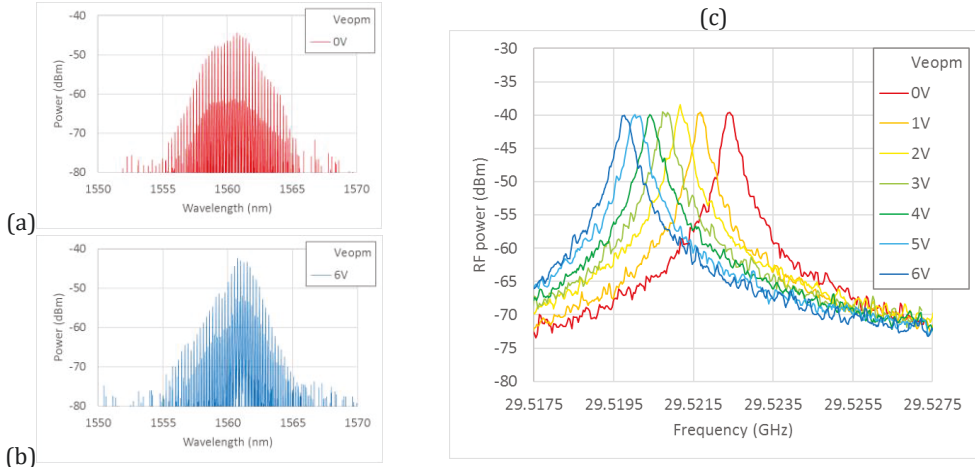 (a)
-40
-50
-60
-70
-80
Power (dBm)
1550
1555
1560
1565
1570
Wavelength (nm)
Veopm
0V
(b)
-40
-50
-60
-70
-80
Power (dBm)
1550
1555
1560
1565
1570
Wavelength (nm)
Veopm
6V
(c)
-30
-35
-40
-45
-50
-55
-60
-65
-70
-75
-80
RF power (dBm)
29.5175
29.5195
29.5215
29.5235
29.5255
29.5275
Frequency (GHz)
Veopm
0V
1V
2V
3V
4V
5V
6V